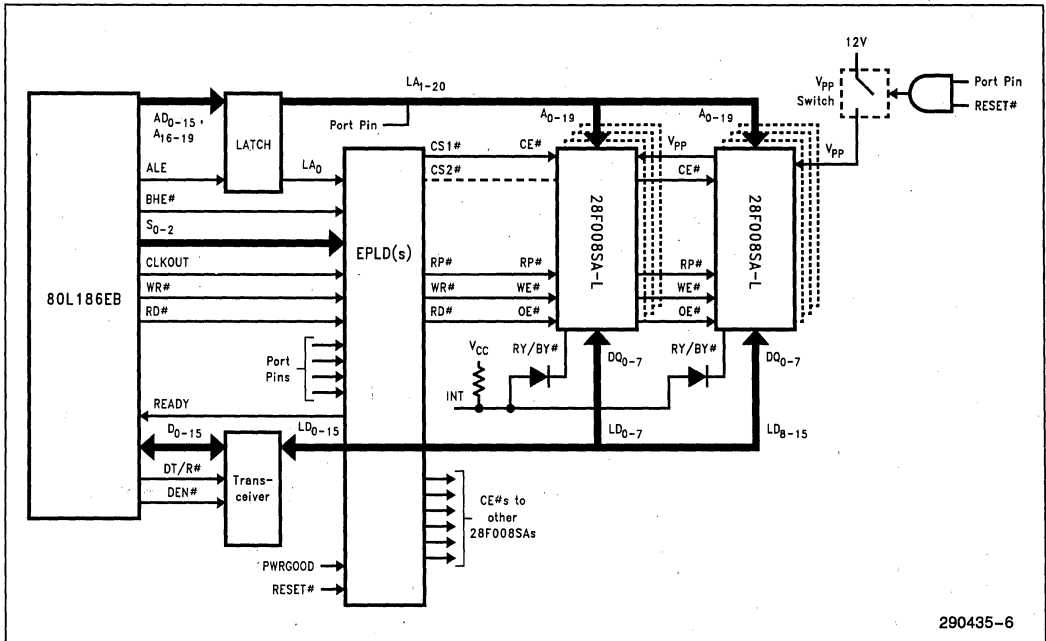 12V
LA1-20
VPP
Switch
Port Pin
RESET#
AD0-15,
A16-19
LATCH
Port Pin
A0-19
A0-19
ALE
LA0
CS1#
CE#
VPP
VPP
CS2#
CE#
BHE#
S0-2
28F008SA-L
28F008SA-L
EPLD(s)
CLKOUT
RP#
RP#
RP#
80L186EB
WR#
WR#
WE#
WE#
RD#
RD#
OE#
OE#
Port
Pins
VCC
RY/BY#
DQ0-7
RY/BY#
DQ0-7
INT
READY
D0-15
LD0-15
LD0-7
LD8-15
DT/R#
DEN#
Trans-
ceiver
CE#s to
other
28F008SAs
PWRGOOD
RESET#
290435-6